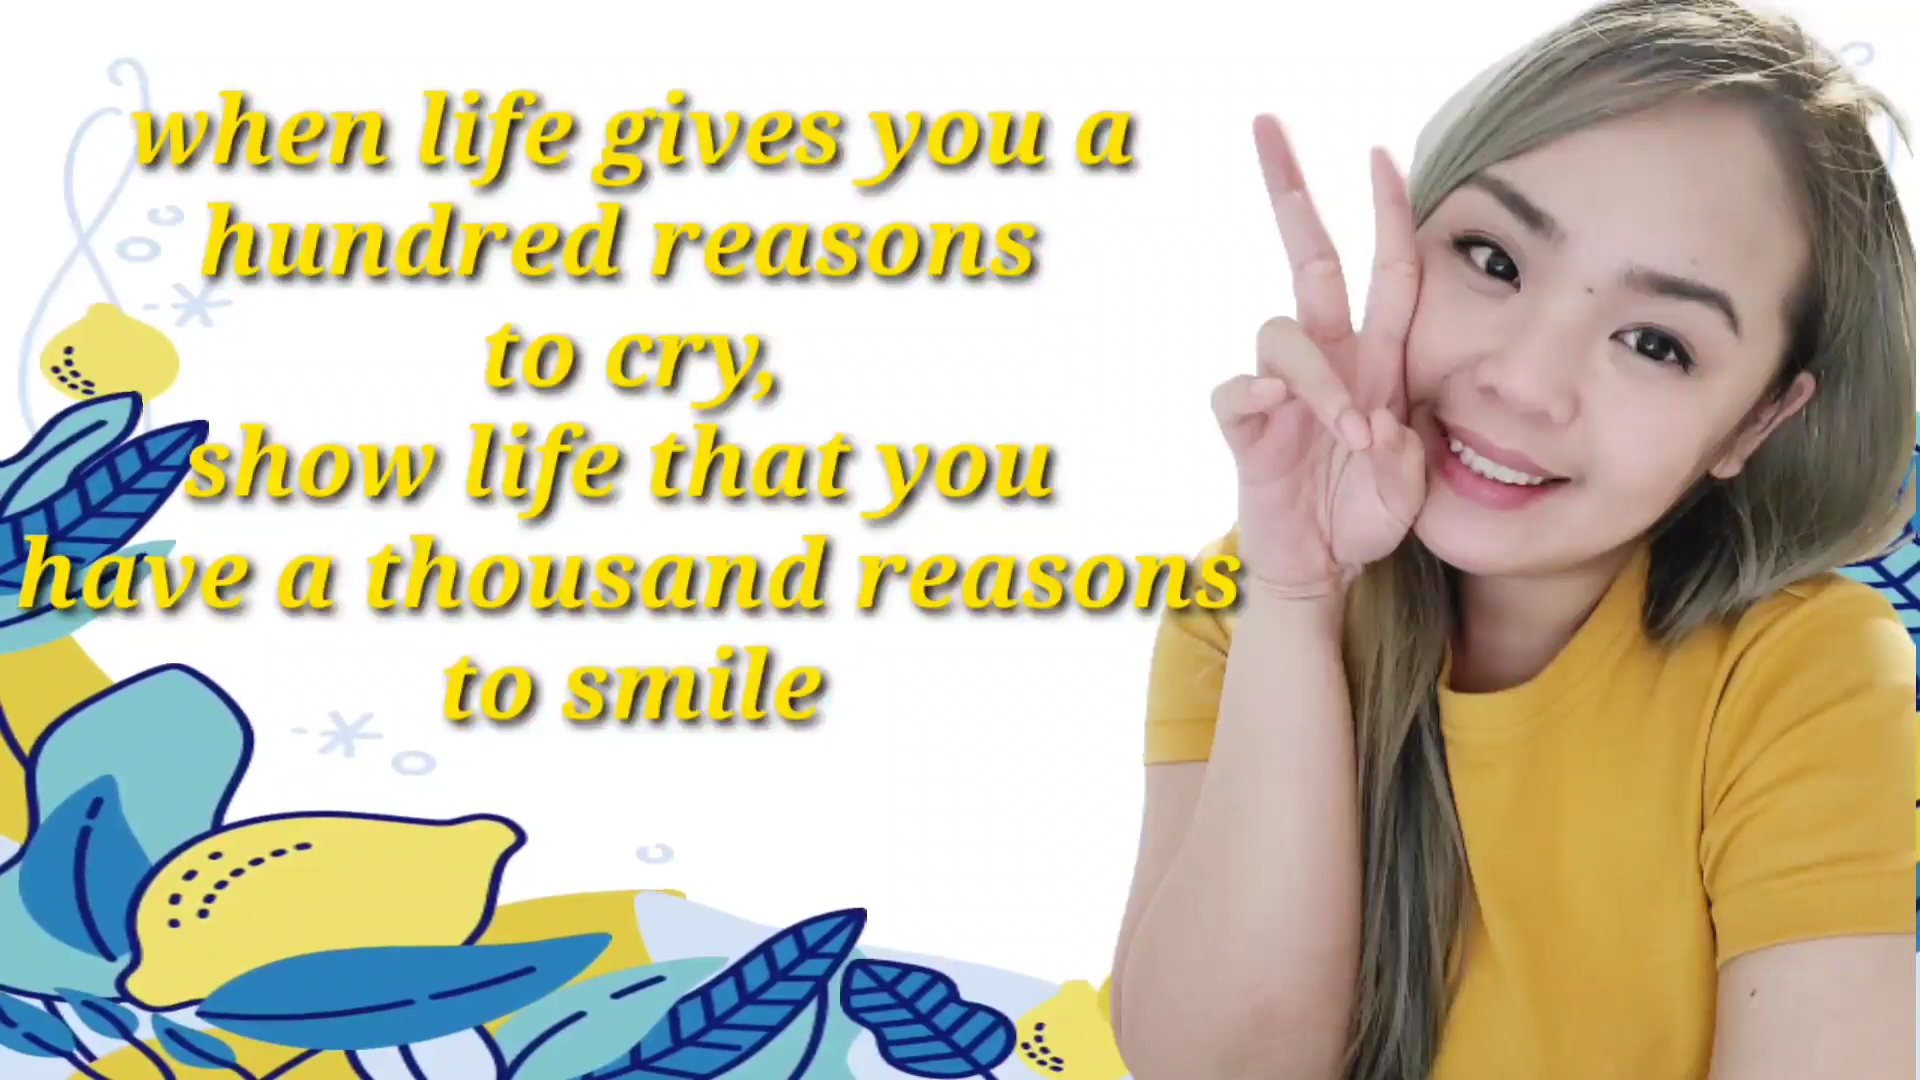 when life gives you a
hundred reasons
to cry,
show life that you
have a thousand reasons
to smile